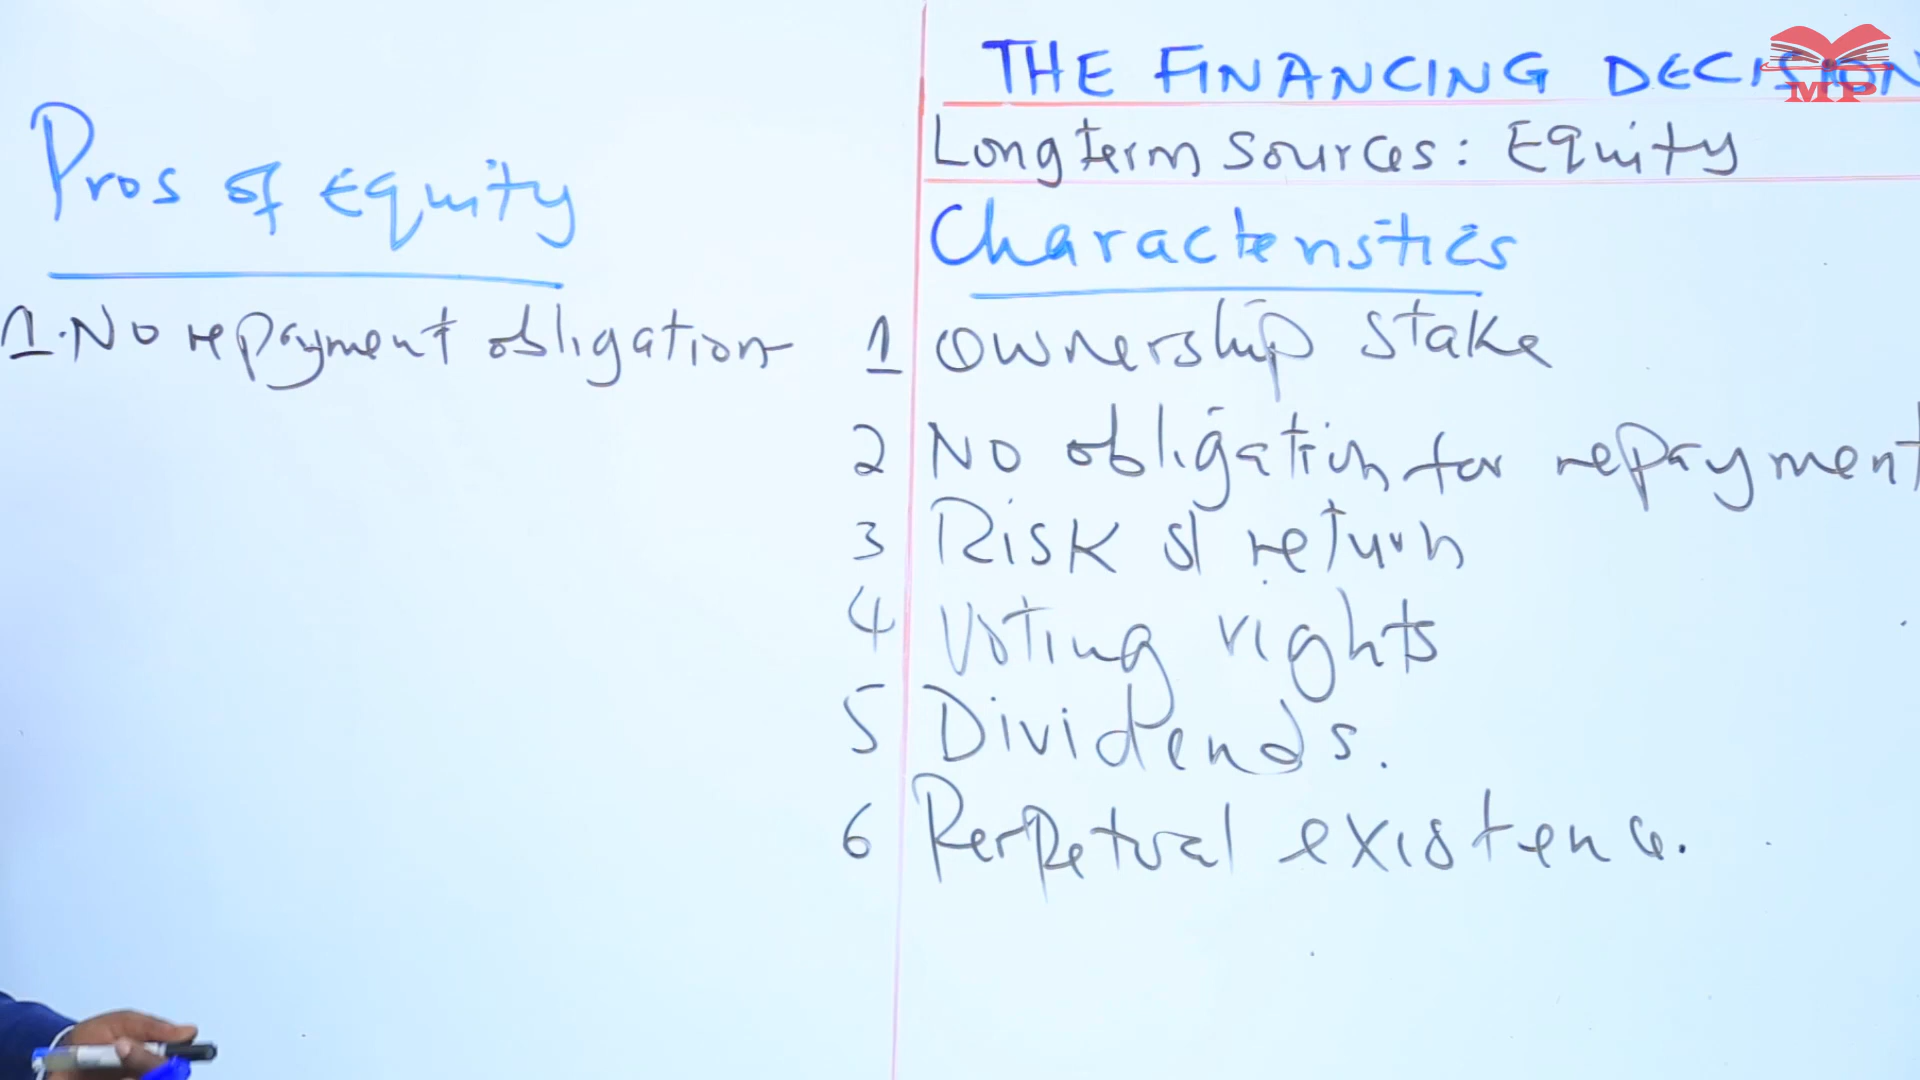 Pros of Equity
1. No repayment obligation
THE FINANCING DECISION
Long term sources: Equity
Characteristics
1 Ownership stake
2 No obligation for repayment
3 Risk & return
4 Voting rights
5 Dividends.
6 Perpetual existence.
MP